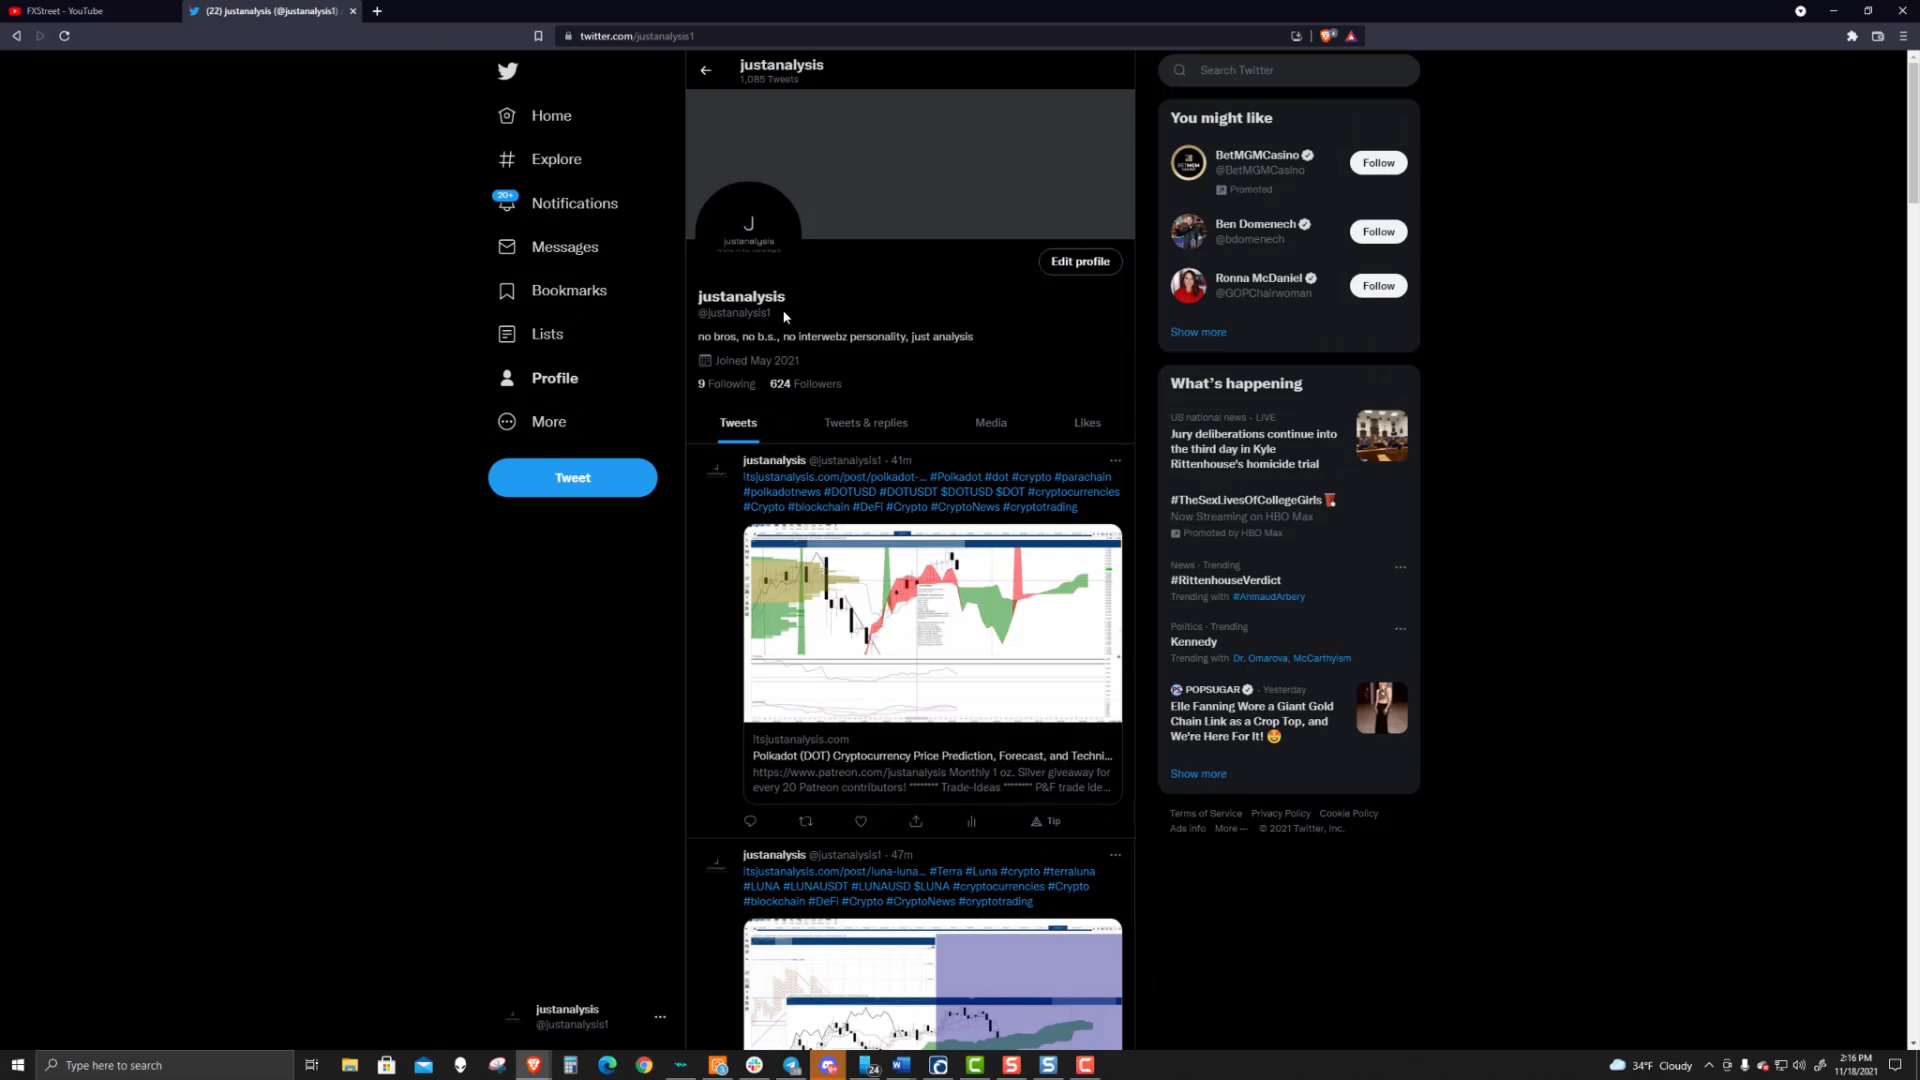 FXStreet - YouTube
(22) justanalysis (@justanalysis1)
twitter.com/justanalysis1
justanalysis
1,085 Tweets
Home
Explore
20+
Notifications
Messages
Bookmarks
Lists
Profile
More
Tweet
justanalysis
@justanalysis1
J
justanalysis
Edit profile
justanalysis
@justanalysis1
no bros, no b.s., no interwebz personality, just analysis
Joined May 2021
9 Following 624 Followers
Tweets Tweets & replies Media Likes
justanalysis @justanalysis1 · 41m
itsjustanalysis.com/post/polkadot-... #Polkadot #dot #crypto #parachain
#polkadotnews #DOTUSD #DOTUSDT $DOTUSD $DOT #cryptocurrencies
#Crypto #blockchain #DeFi #Crypto #CryptoNews #cryptotrading
itsjustanalysis.com
Polkadot (DOT) Cryptocurrency Price Prediction, Forecast, and Techni...
https://www.patreon.com/justanalysis Monthly 1 oz. Silver giveaway for
every 20 Patreon contributors! ******** Trade-Ideas ******** P&F trade ide...
Tip
justanalysis @justanalysis1 · 47m
itsjustanalysis.com/post/luna-luna... #Terra #Luna #crypto #terraluna
#LUNA #LUNAUSDT #LUNAUSD $LUNA #cryptocurrencies #Crypto
#blockchain #DeFi #Crypto #CryptoNews #cryptotrading
Search Twitter
You might like
BetMGMCasino
@BetMGMCasino
Promoted
Follow
Ben Domenech
@bdomenech
Follow
Ronna McDaniel
@GOPChairwoman
Follow
Show more
What's happening
US national news · LIVE
Jury deliberations continue into
the third day in Kyle
Rittenhouse's homicide trial
#TheSexLivesOfCollegeGirls
Now Streaming on HBO Max
Promoted by HBO Max
News · Trending
#RittenhouseVerdict
Trending with #AhmaudArbery
Politics · Trending
Kennedy
Trending with Dr. Omarova, McCarthyism
POPSUGAR · Yesterday
Elle Fanning Wore a Giant Gold
Chain Link as a Crop Top, and
We're Here For It! 🤩
Show more
Terms of Service Privacy Policy Cookie Policy
Ads info More ··· © 2021 Twitter, Inc.
Type here to search
24
34°F Cloudy
2:16 PM
11/18/2021